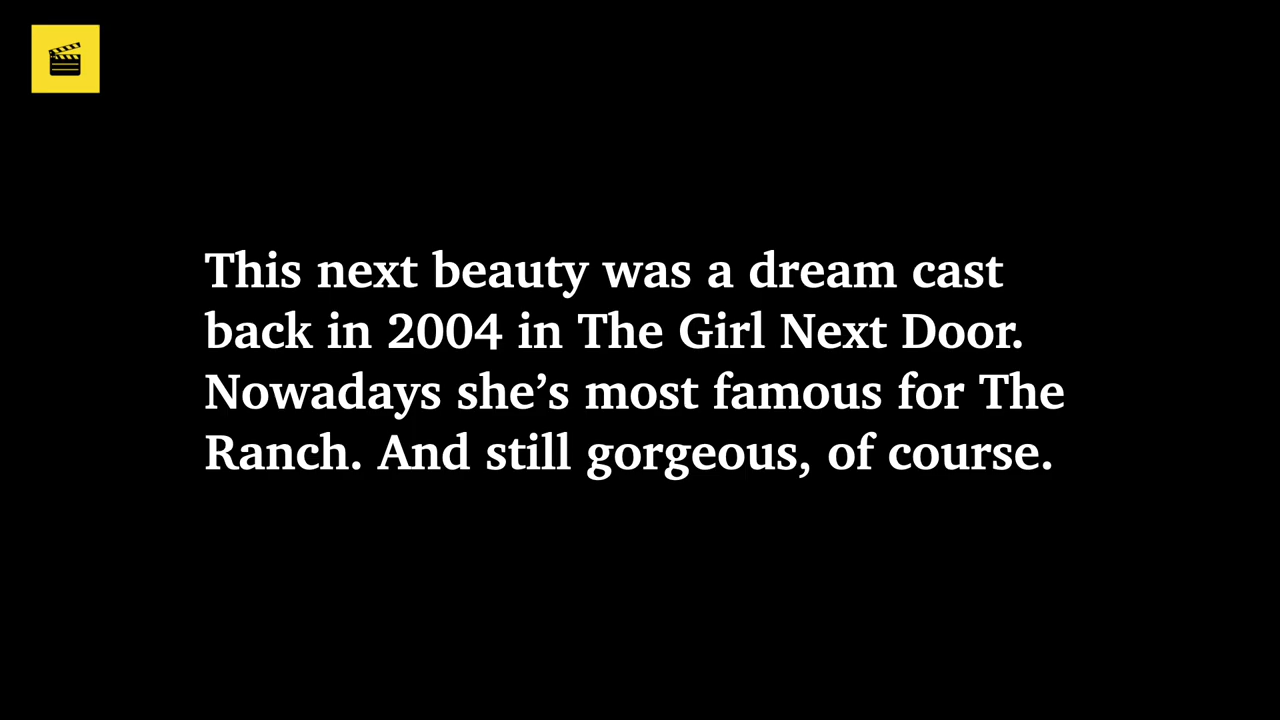 This next beauty was a dream cast
back in 2004 in The Girl Next Door.
Nowadays she’s most famous for The
Ranch. And still gorgeous, of course.